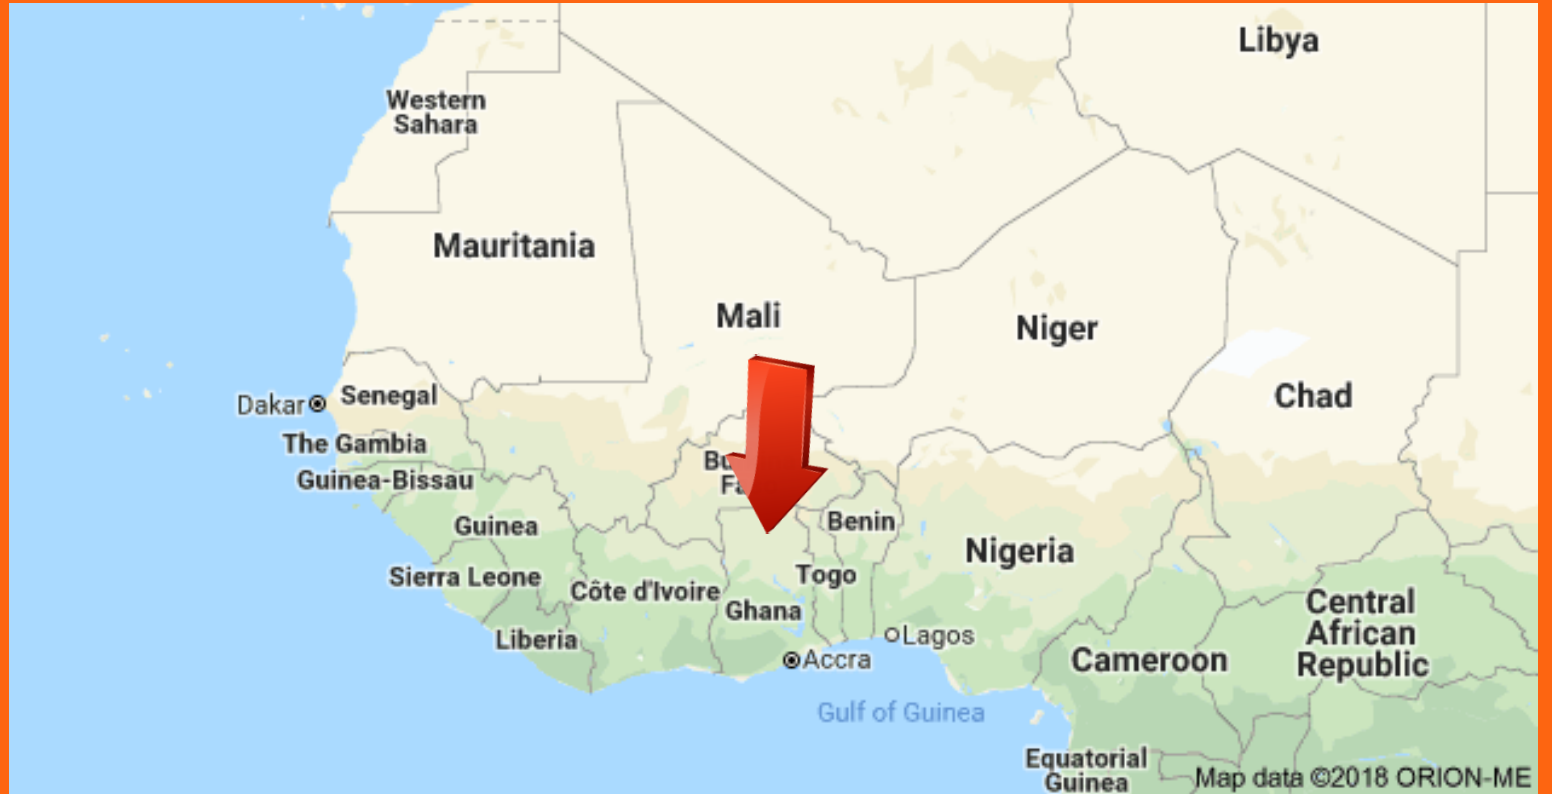 Libya
Western
Sahara
Mauritania
Mali
Niger
Chad
Dakar
Senegal
The Gambia
Bu
Fa
Guinea-Bissau
Benin
Guinea
Nigeria
Togo
Sierra Leone
Côte d'Ivoire
Ghana
Central
African
Republic
Liberia
Lagos
Accra
Cameroon
Gulf of Guinea
Equatorial
Guinea
Map data ©2018 ORION-ME